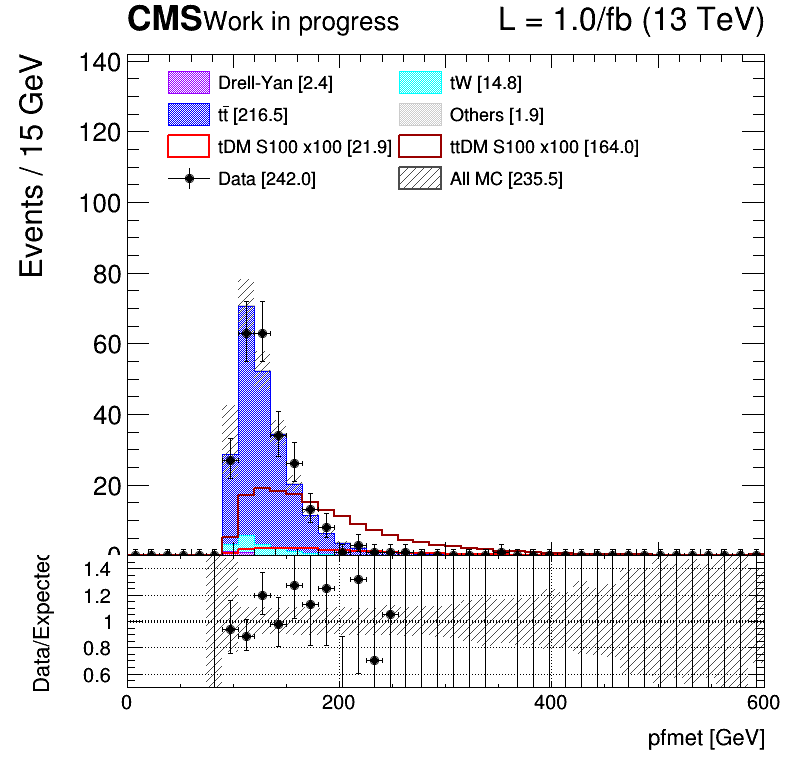 CMS Work in progress L = 1.0/fb (13 TeV)
Events / 15 GeV
140
120
100
80
60
40
20
0
Drell-Yan [2.4] tW [14.8]
tt̄ [216.5] Others [1.9]
tDM S100 x100 [21.9] ttDM S100 x100 [164.0]
Data [242.0] All MC [235.5]
Data/Expected
1.4
1.2
1
0.8
0.6
0 200 400 600
pfmet [GeV]